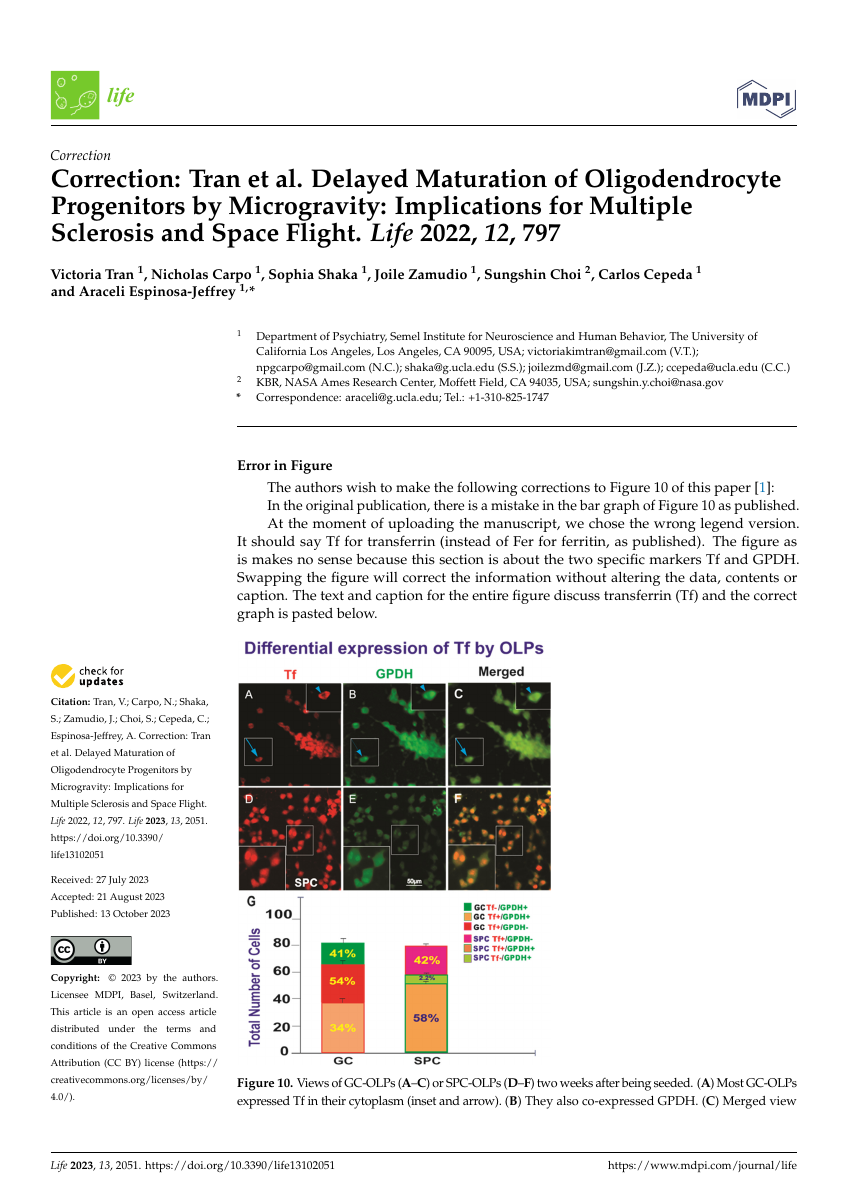 life
MDPI
Correction
Correction: Tran et al. Delayed Maturation of Oligodendrocyte
Progenitors by Microgravity: Implications for Multiple
Sclerosis and Space Flight. Life 2022, 12, 797
Victoria Tran 1, Nicholas Carpo 1, Sophia Shaka 1, Joile Zamudio 1, Sungshin Choi 2, Carlos Cepeda 1
and Araceli Espinosa-Jeffrey 1,*
1 Department of Psychiatry, Semel Institute for Neuroscience and Human Behavior, The University of
California Los Angeles, Los Angeles, CA 90095, USA; victoriakimtran@gmail.com (V.T.);
npgcarpo@gmail.com (N.C.); shaka@g.ucla.edu (S.S.); joilezmd@gmail.com (J.Z.); ccepeda@ucla.edu (C.C.)
2 KBR, NASA Ames Research Center, Moffett Field, CA 94035, USA; sungshin.y.choi@nasa.gov
* Correspondence: araceli@g.ucla.edu; Tel.: +1-310-825-1747
Error in Figure
The authors wish to make the following corrections to Figure 10 of this paper [1]:
In the original publication, there is a mistake in the bar graph of Figure 10 as published.
At the moment of uploading the manuscript, we chose the wrong legend version.
It should say Tf for transferrin (instead of Fer for ferritin, as published). The figure as
is makes no sense because this section is about the two specific markers Tf and GPDH.
Swapping the figure will correct the information without altering the data, contents or
caption. The text and caption for the entire figure discuss transferrin (Tf) and the correct
graph is pasted below.
check for
updates
Citation: Tran, V.; Carpo, N.; Shaka,
S.; Zamudio, J.; Choi, S.; Cepeda, C.;
Espinosa-Jeffrey, A. Correction: Tran
et al. Delayed Maturation of
Oligodendrocyte Progenitors by
Microgravity: Implications for
Multiple Sclerosis and Space Flight.
Life 2022, 12, 797. Life 2023, 13, 2051.
https://doi.org/10.3390/
life13102051
Received: 27 July 2023
Accepted: 21 August 2023
Published: 13 October 2023
cc
BY
Copyright: © 2023 by the authors.
Licensee MDPI, Basel, Switzerland.
This article is an open access article
distributed under the terms and
conditions of the Creative Commons
Attribution (CC BY) license (https://
creativecommons.org/licenses/by/
4.0/).
Differential expression of Tf by OLPs
Tf GPDH Merged
A B C
D E F
SPC 50µm
G
Total Number of Cells
100
80
60
40
20
0
41%
54%
34%
42%
2.3%
58%
GC SPC
GC Tf-/GPDH+
GC Tf+/GPDH+
GC Tf+/GPDH-
SPC Tf+/GPDH-
SPC Tf+/GPDH+
SPC Tf-/GPDH+
Figure 10. Views of GC-OLPs (A–C) or SPC-OLPs (D–F) two weeks after being seeded. (A) Most GC-OLPs
expressed Tf in their cytoplasm (inset and arrow). (B) They also co-expressed GPDH. (C) Merged view
Life 2023, 13, 2051. https://doi.org/10.3390/life13102051
https://www.mdpi.com/journal/life